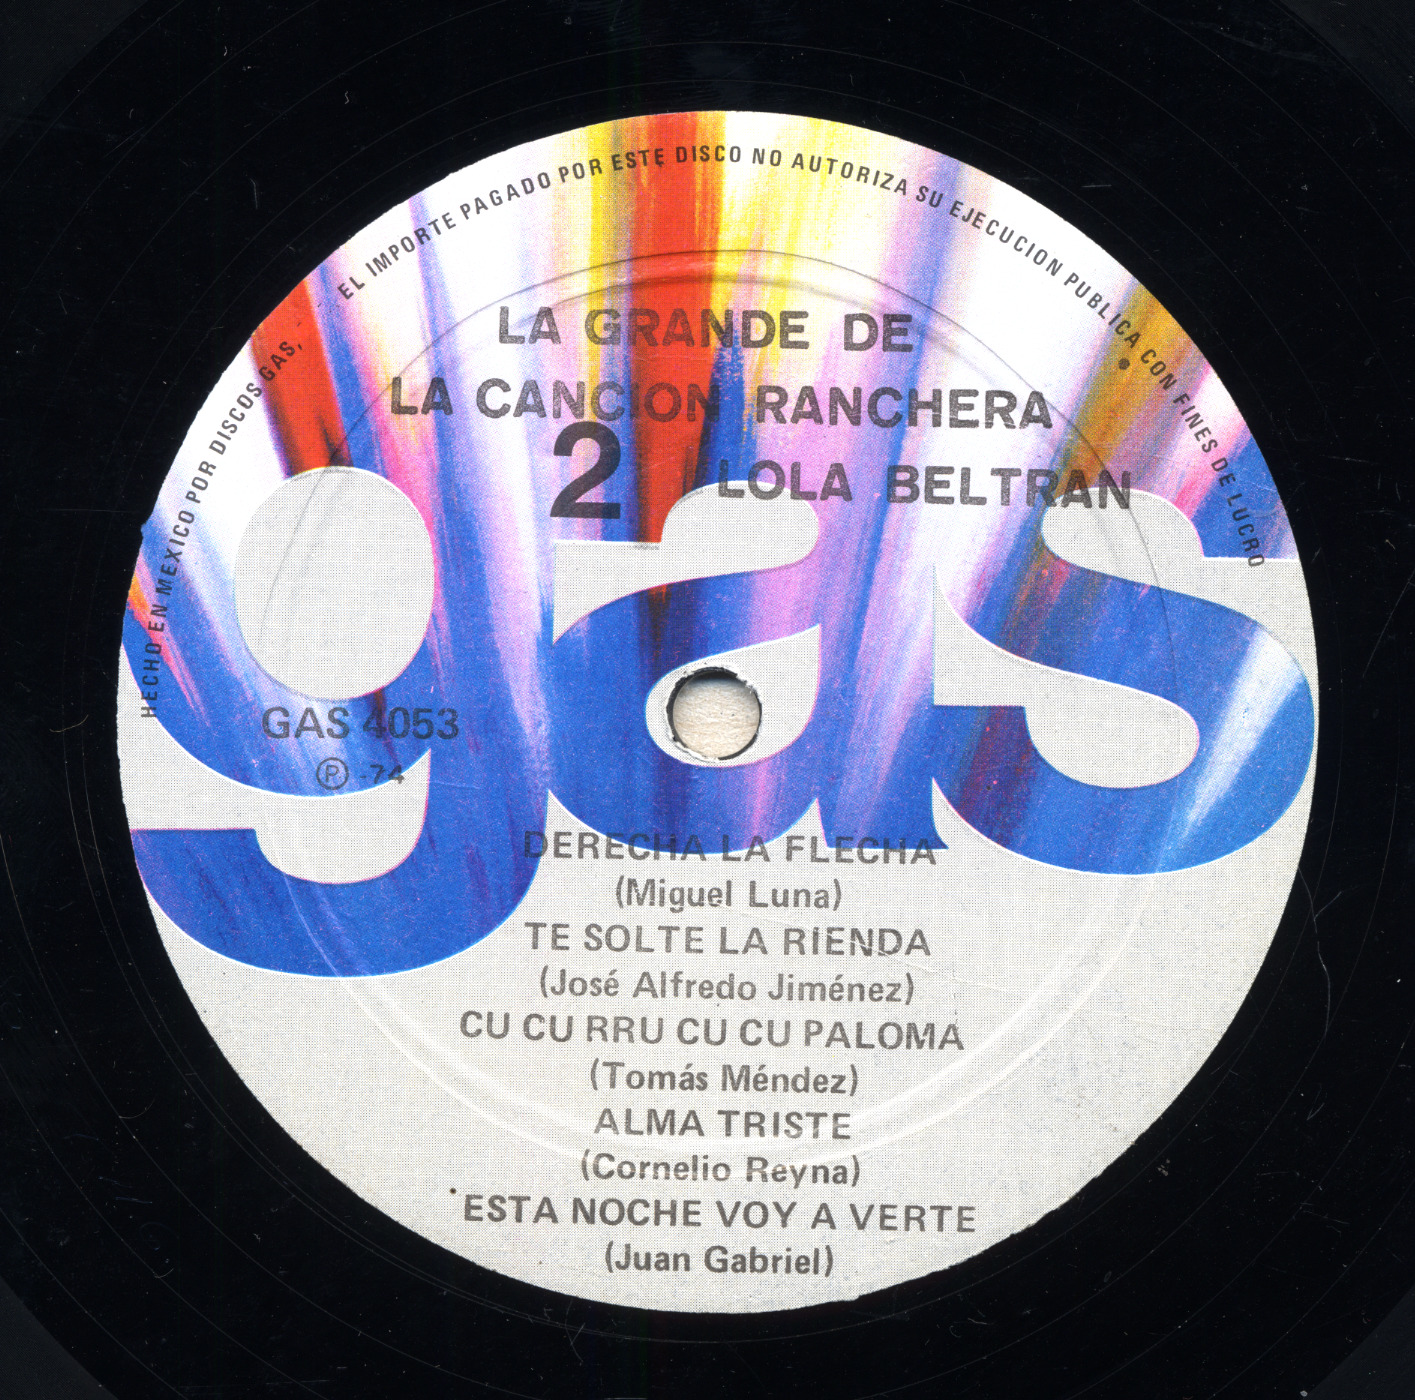 HECHO EN MEXICO POR DISCOS GAS, EL IMPORTE PAGADO POR ESTE DISCO NO AUTORIZA SU EJECUCION PUBLICA CON FINES DE LUCRO
LA GRANDE DE
LA CANCION RANCHERA
2 LOLA BELTRAN
gas
GAS 4053
Ⓟ -74
DERECHA LA FLECHA
(Miguel Luna)
TE SOLTE LA RIENDA
(José Alfredo Jiménez)
CU CU RRU CU CU PALOMA
(Tomás Méndez)
ALMA TRISTE
(Cornelio Reyna)
ESTA NOCHE VOY A VERTE
(Juan Gabriel)